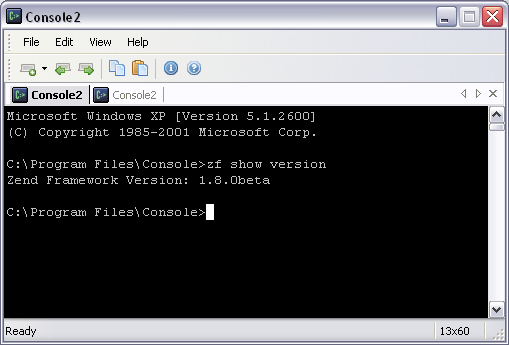 Console2
File Edit View Help
Console2 Console2
Microsoft Windows XP [Version 5.1.2600]
(C) Copyright 1985-2001 Microsoft Corp.
C:\Program Files\Console>zf show version
Zend Framework Version: 1.8.0beta
C:\Program Files\Console>
Ready 13x60